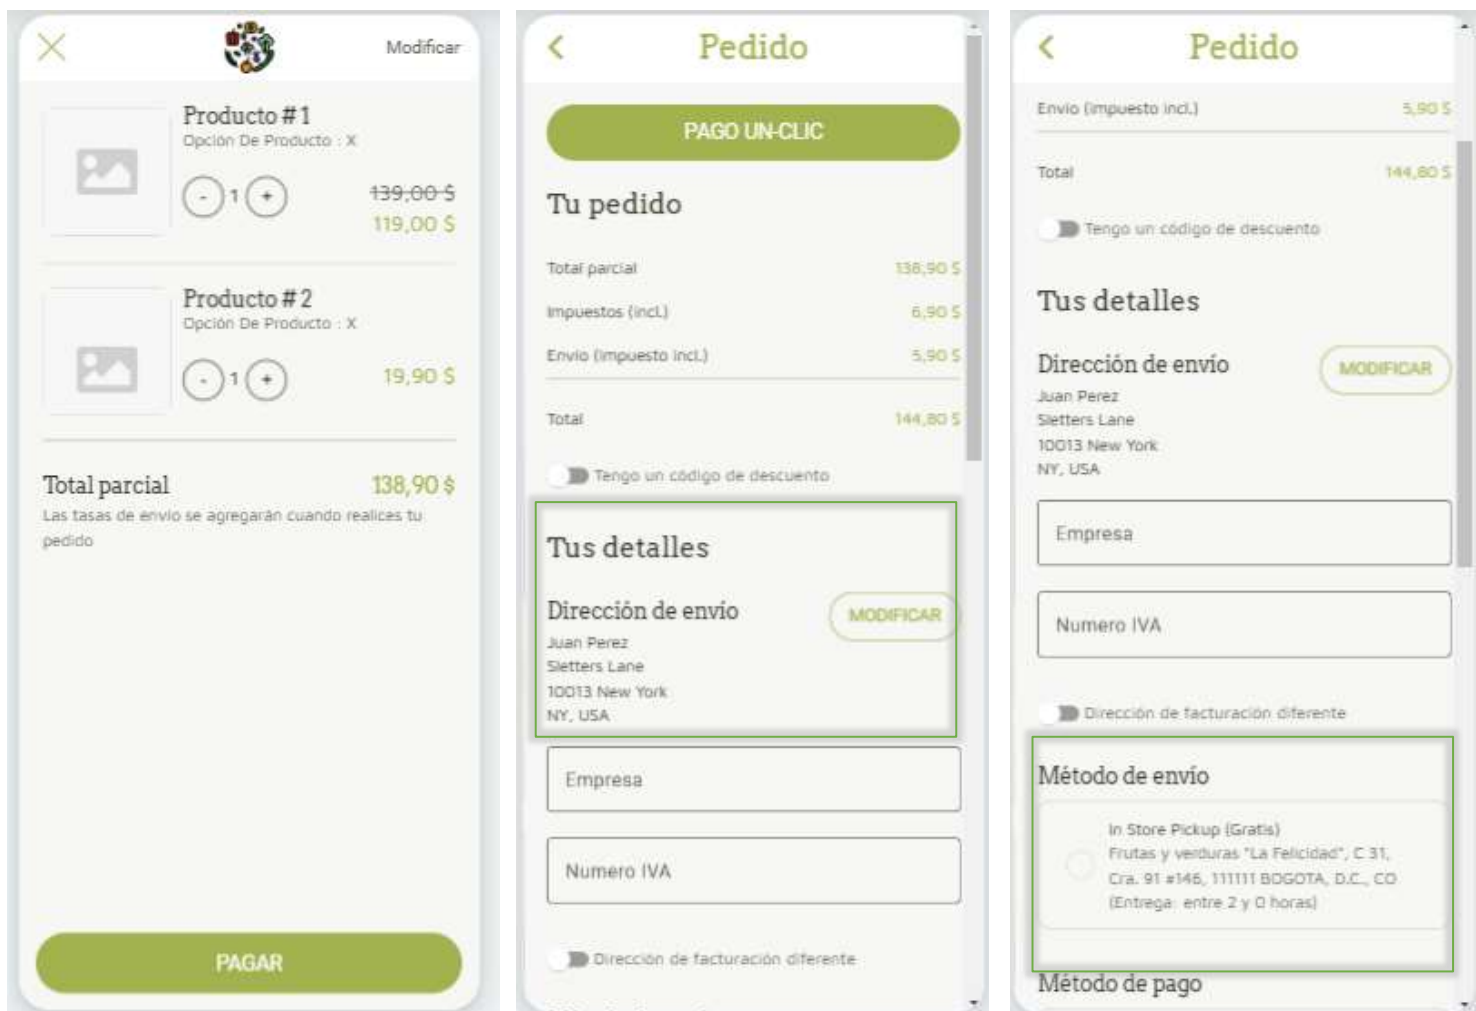 Modificar
Producto #1
Opción De Producto : X
- 1 +
139,00 $
119,00 $
Producto #2
Opción De Producto : X
- 1 +
19,90 $
Total parcial 138,90 $
Las tasas de envío se agregarán cuando realices tu
pedido
PAGAR
Pedido
PAGO UN-CLIC
Tu pedido
Total parcial 138,90 $
Impuestos (incl.) 6,90 $
Envío (impuesto incl.) 5,90 $
Total 144,80 $
Tengo un código de descuento
Tus detalles
Dirección de envío MODIFICAR
Juan Perez
Sletters Lane
10013 New York
NY, USA
Empresa
Numero IVA
Dirección de facturación diferente
Pedido
Envío (impuesto incl.) 5,90 $
Total 144,80 $
Tengo un código de descuento
Tus detalles
Dirección de envío MODIFICAR
Juan Perez
Sletters Lane
10013 New York
NY, USA
Empresa
Numero IVA
Dirección de facturación diferente
Método de envío
In Store Pickup (Gratis)
Frutas y verduras "La Felicidad", C 31,
Cra. 91 #146, 111111 BOGOTA, D.C., CO
(Entrega: entre 2 y 0 horas)
Método de pago